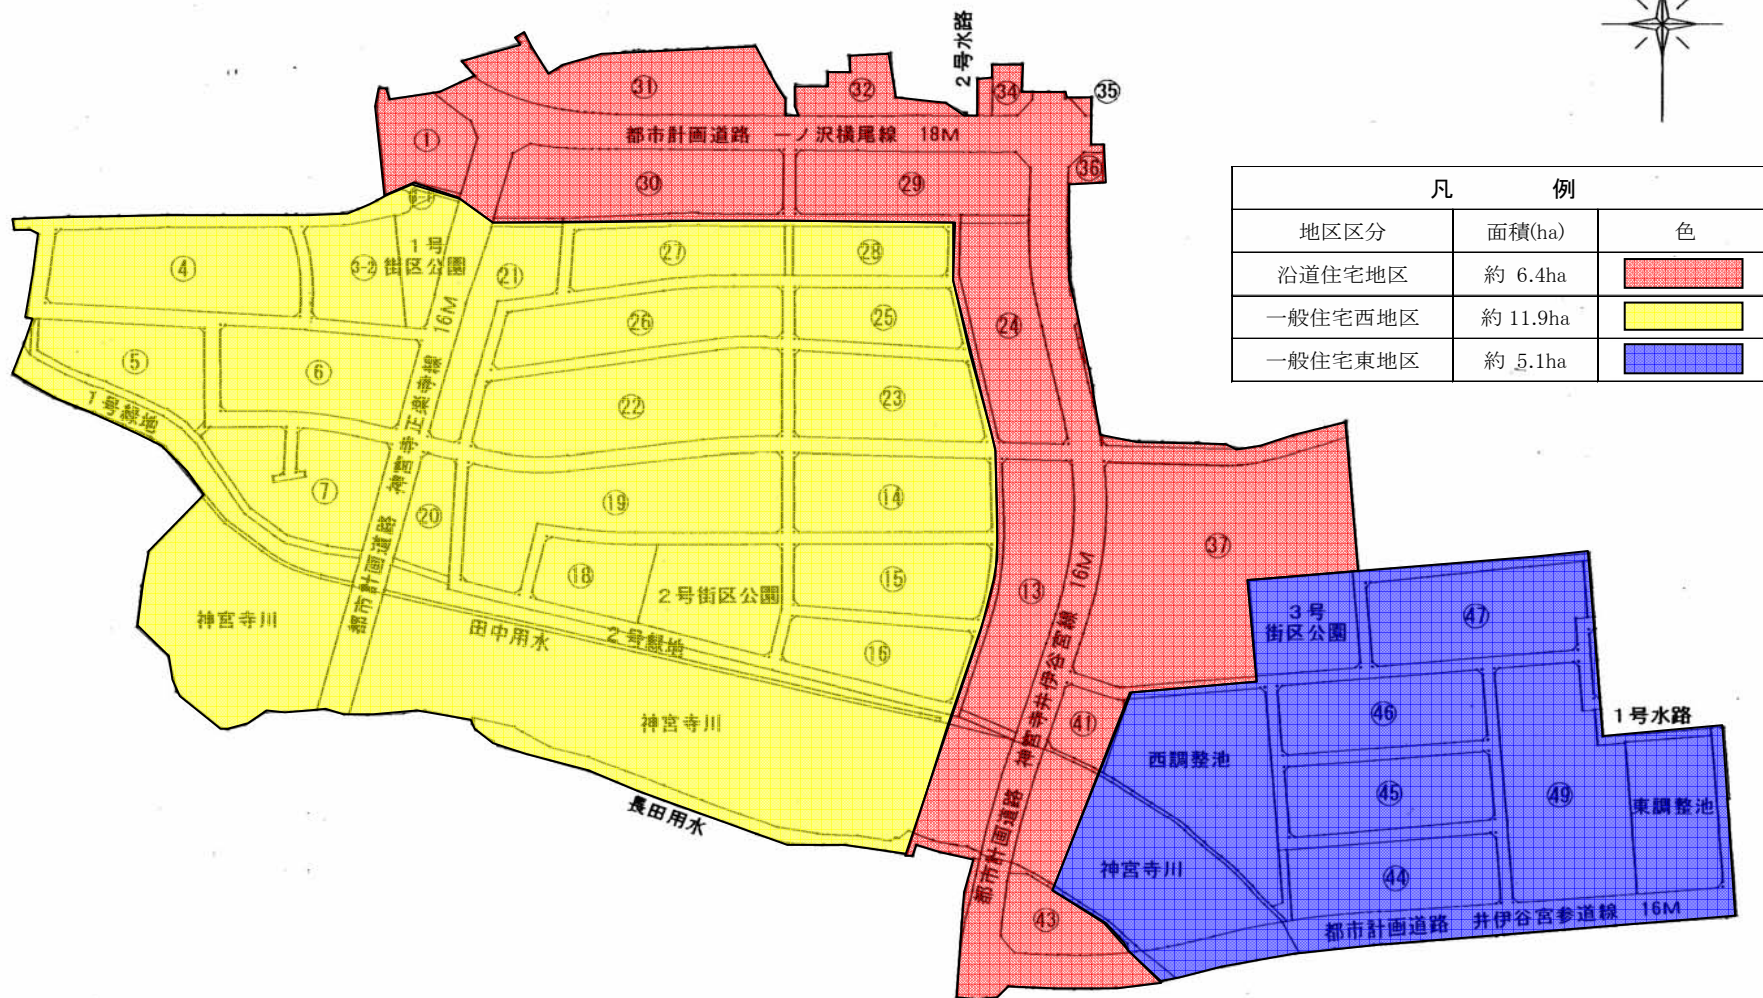 2号水路
㉛
㉜
㉞
㉟
①
都市計画道路 一ノ沢横尾線 18M
㉚
㉙
㊱
凡 例
地区区分 面積(ha) 色
沿道住宅地区 約 6.4ha
一般住宅西地区 約 11.9ha
一般住宅東地区 約 5.1ha
④
3-2
1号
街区公園
㉑
㉗
㉘
㉖
㉕
㉔
⑤
⑥
1号緑地
㉒
㉓
都市計画道路 神宮寺正楽寺線 16M
⑦
⑳
⑲
⑭
㊲
⑱
2号街区公園
⑮
⑬
神宮寺川
田中用水
2号緑地
⑯
3号
街区公園
㊼
神宮寺川
㊶
㊻
1号水路
西調整池
㊺
㊾
東調整池
長田用水
都市計画道路 神宮寺井伊谷宮線 16M
神宮寺川
㊹
㊸
都市計画道路 井伊谷宮参道線 16M